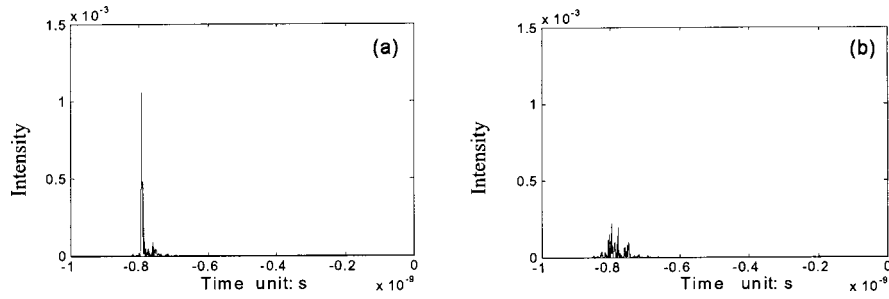 x 10⁻³
1.5
(a)
1
0.5
0
Intensity
-1
-0.8
-0.6
-0.4
-0.2
0
Time unit: s
x 10⁻⁹
x 10⁻³
1.5
(b)
1
0.5
0
Intensity
-1
-0.8
-0.6
-0.4
-0.2
0
Time unit: s
x 10⁻⁹